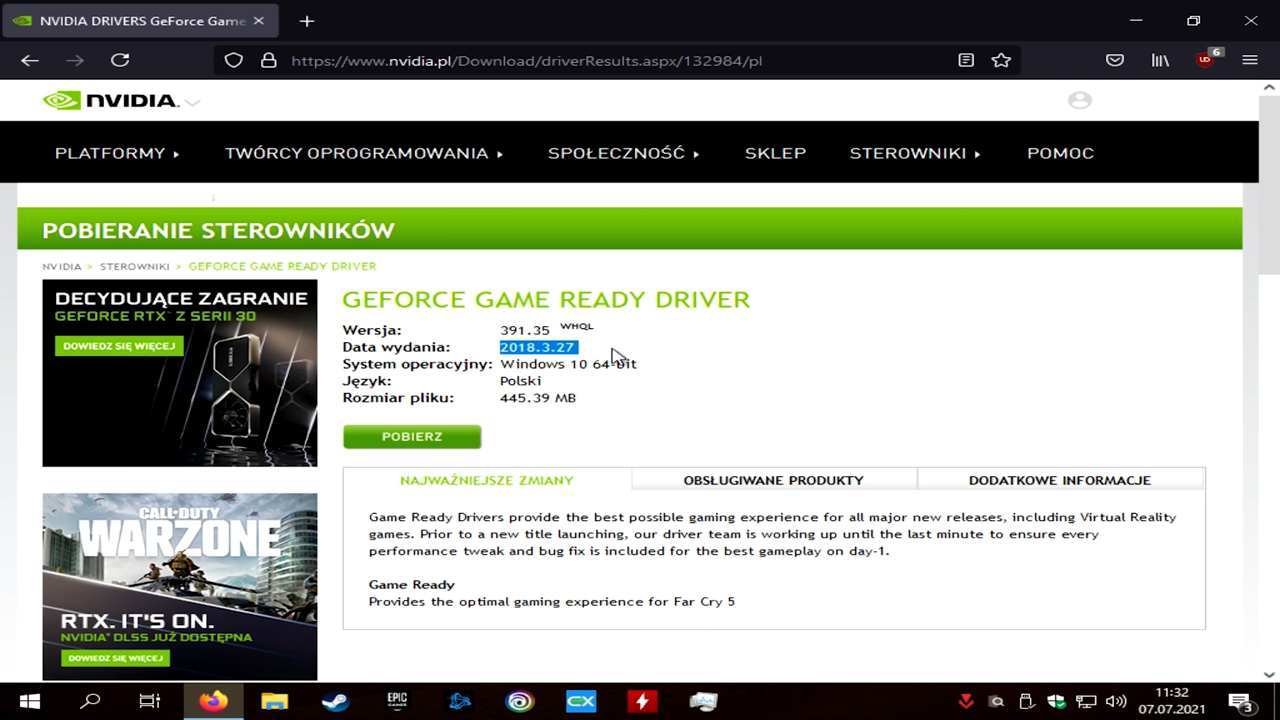 NVIDIA DRIVERS GeForce Game
https://www.nvidia.pl/Download/driverResults.aspx/132984/pl
6
NVIDIA.
PLATFORMY TWÓRCY OPROGRAMOWANIA SPOŁECZNOŚĆ SKLEP STEROWNIKI POMOC
POBIERANIE STEROWNIKÓW
NVIDIA > STEROWNIKI > GEFORCE GAME READY DRIVER
DECYDUJĄCE ZAGRANIE
GEFORCE RTX™ Z SERII 30
DOWIEDZ SIĘ WIĘCEJ
GEFORCE GAME READY DRIVER
Wersja: 391.35 WHQL
Data wydania: 2018.3.27
System operacyjny: Windows 10 64-bit
Język: Polski
Rozmiar pliku: 445.39 MB
POBIERZ
NAJWAŻNIEJSZE ZMIANY OBSŁUGIWANE PRODUKTY DODATKOWE INFORMACJE
Game Ready Drivers provide the best possible gaming experience for all major new releases, including Virtual Reality
games. Prior to a new title launching, our driver team is working up until the last minute to ensure every
performance tweak and bug fix is included for the best gameplay on day-1.
Game Ready
Provides the optimal gaming experience for Far Cry 5
CALL OF DUTY
WARZONE
RTX. IT'S ON.
NVIDIA® DLSS JUŻ DOSTĘPNA
DOWIEDZ SIĘ WIĘCEJ
EPIC
GAMES
CX
11:32
07.07.2021
3